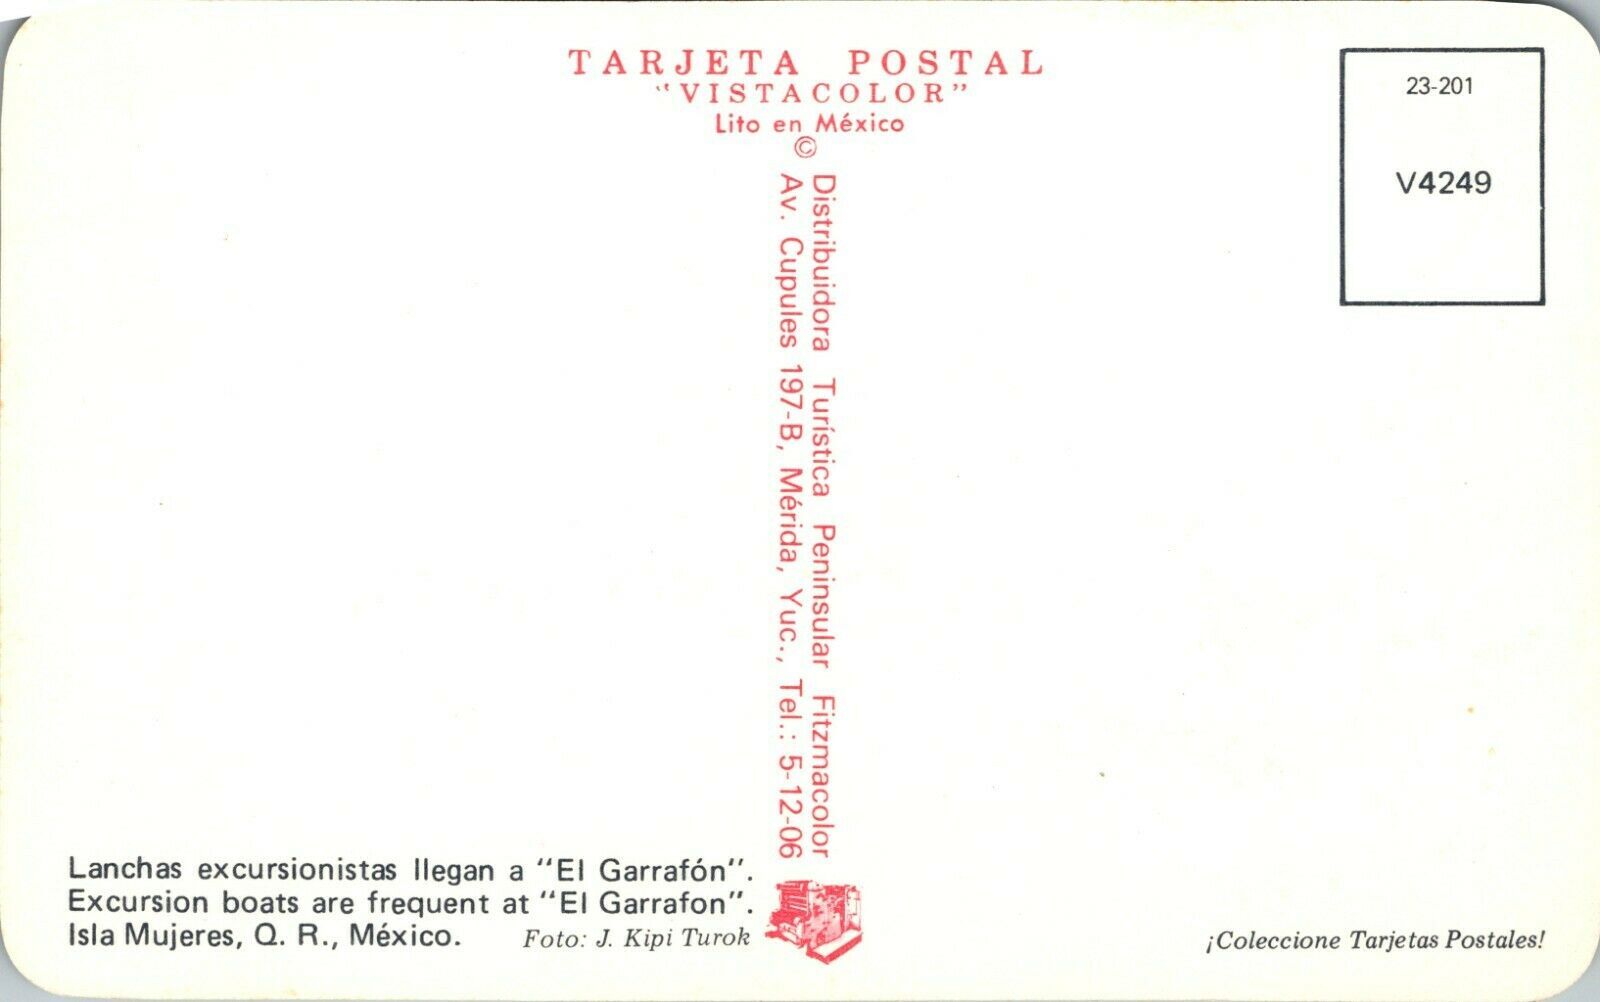 TARJETA POSTAL
"VISTACOLOR"
Lito en México
©
Distribuidora Turística Peninsular Fitzmacolor
Av. Cupules 197-B, Mérida, Yuc., Tel.: 5-12-06
23-201
V4249
Lanchas excursionistas llegan a "El Garrafón".
Excursion boats are frequent at "El Garrafon".
Isla Mujeres, Q. R., México. Foto: J. Kipi Turok
¡Coleccione Tarjetas Postales!